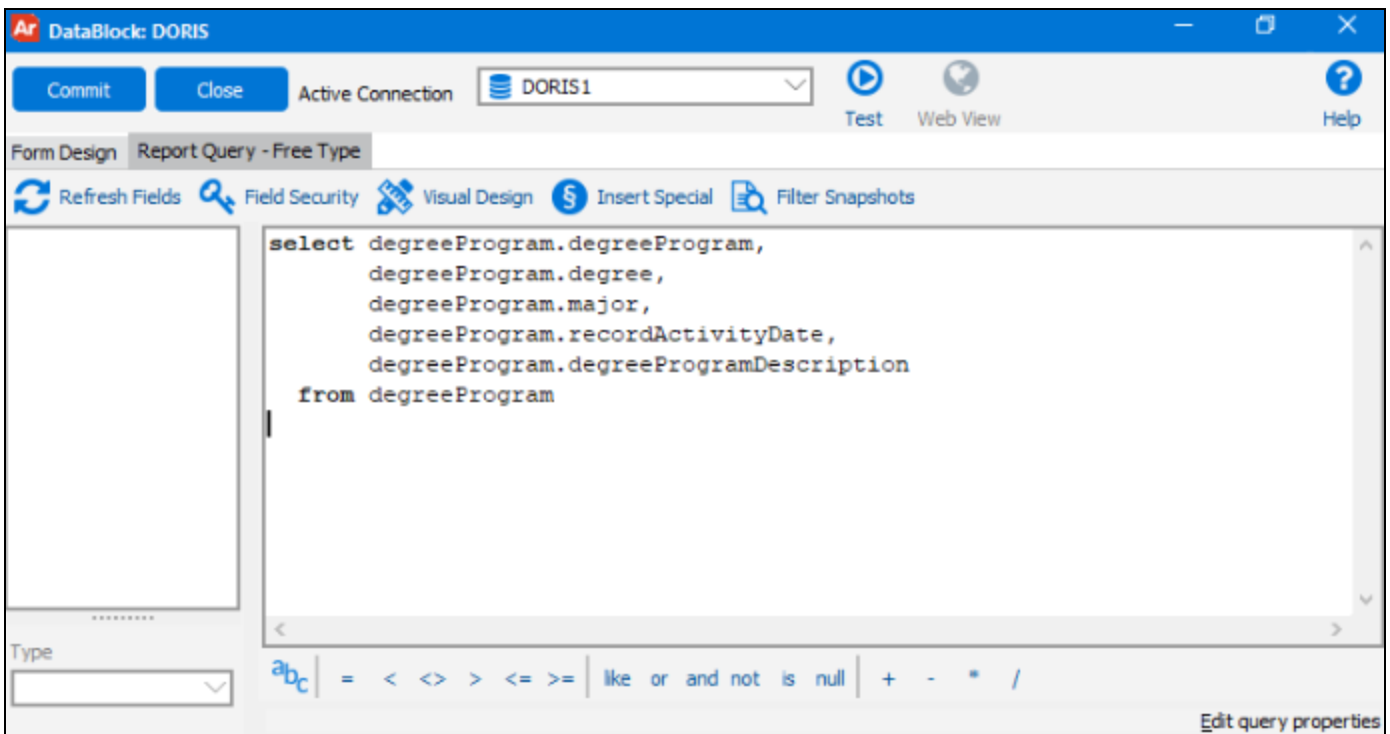 Ar DataBlock: DORIS
Commit Close Active Connection DORIS1 Test Web View Help
Form Design Report Query - Free Type
Refresh Fields Field Security Visual Design § Insert Special Filter Snapshots
select degreeProgram.degreeProgram,
degreeProgram.degree,
degreeProgram.major,
degreeProgram.recordActivityDate,
degreeProgram.degreeProgramDescription
from degreeProgram
Type
abc = < <> > <= >= like or and not is null + - * /
Edit query properties